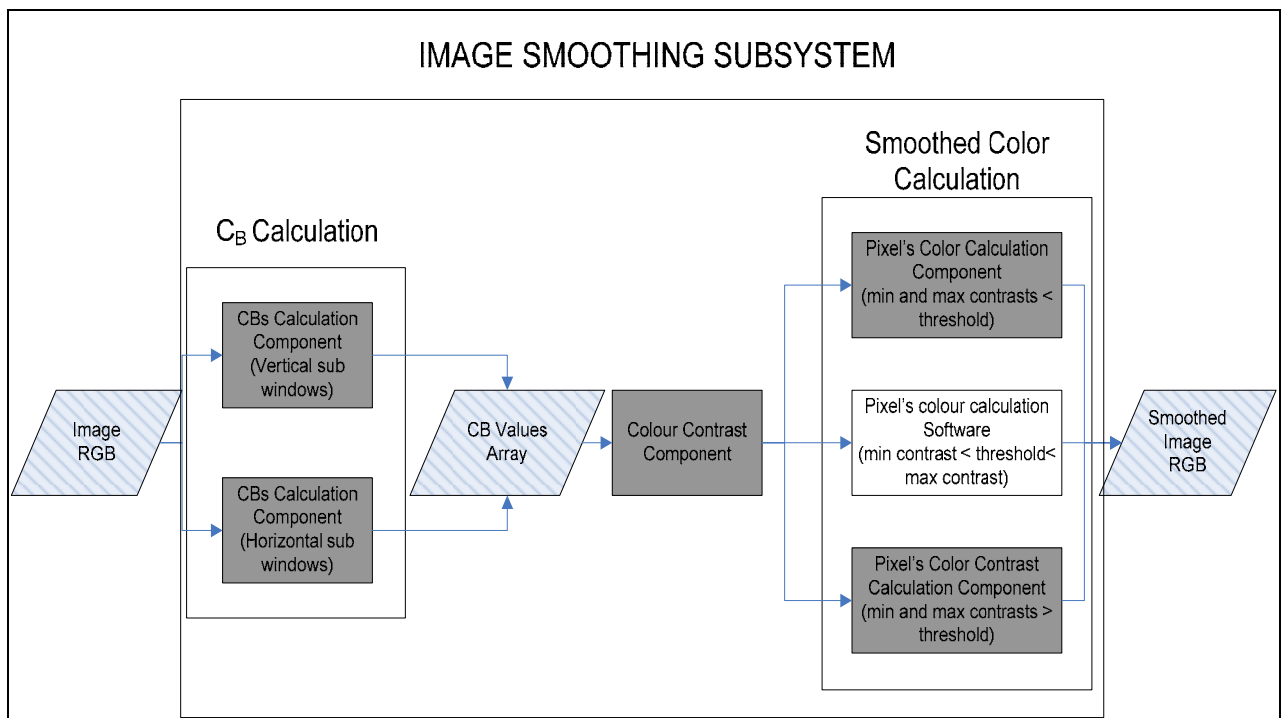 IMAGE SMOOTHING SUBSYSTEM
Smoothed Color
Calculation
CB Calculation
Pixel's Color Calculation
Component
(min and max contrasts <
threshold)
CBs Calculation
Component
(Vertical sub
windows)
Image
RGB
CB Values
Array
Colour Contrast
Component
Pixel's colour calculation
Software
(min contrast < threshold<
max contrast)
Smoothed
Image
RGB
CBs Calculation
Component
(Horizontal sub
windows)
Pixel's Color Contrast
Calculation Component
(min and max contrasts >
threshold)